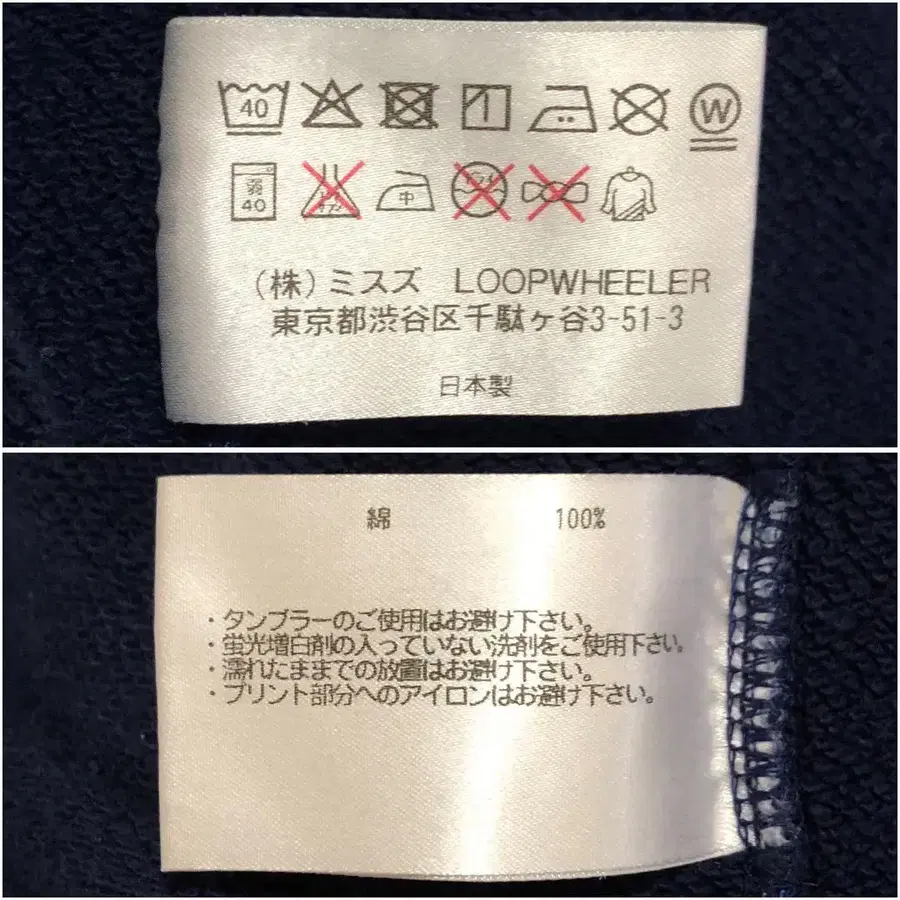 40
W
弱
40
中
(株)ミスズ LOOPWHEELER
東京都渋谷区千駄ヶ谷3-51-3
日本製
綿 100%
・タンブラーのご使用はお避け下さい。
・蛍光増白剤の入っていない洗剤をご使用下さい。
・濡れたままでの放置はお避け下さい。
・プリント部分へのアイロンはお避け下さい。